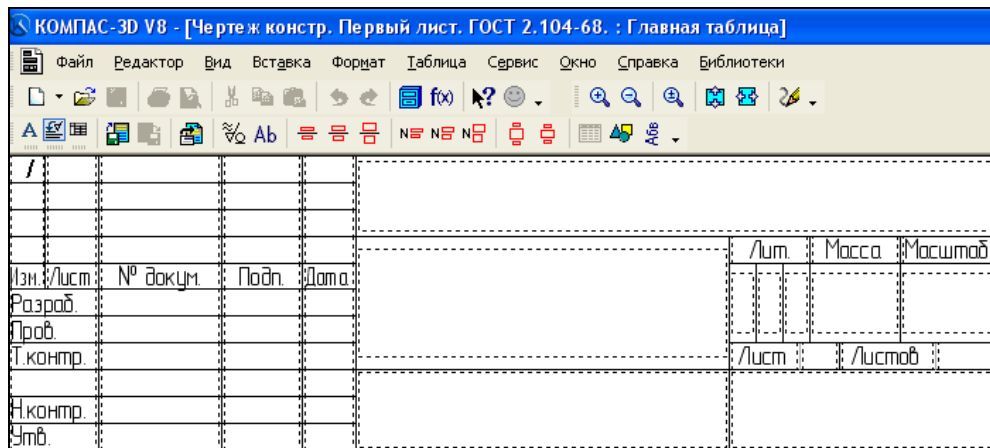 КОМПАС-3D V8 - [Чертеж констр. Первый лист. ГОСТ 2.104-68. : Главная таблица]
Файл Редактор Вид Вставка Формат Таблица Сервис Окно Справка Библиотеки
f(x) ?
A Ab N N N
Лит. Масса Масштаб
Изм. Лист № докум. Подп. Дата
Разраб.
Пров.
Т.контр. Лист Листов
Н.контр.
Утв.